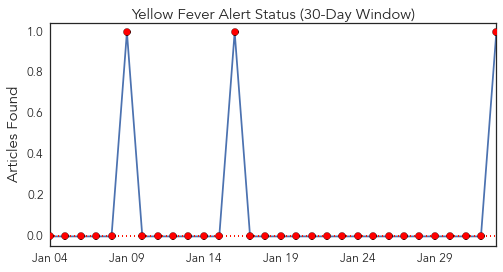 Yellow Fever Alert Status (30-Day Window)
Articles Found
1.0
0.8
0.6
0.4
0.2
0.0
Jan 04 Jan 09 Jan 14 Jan 19 Jan 24 Jan 29